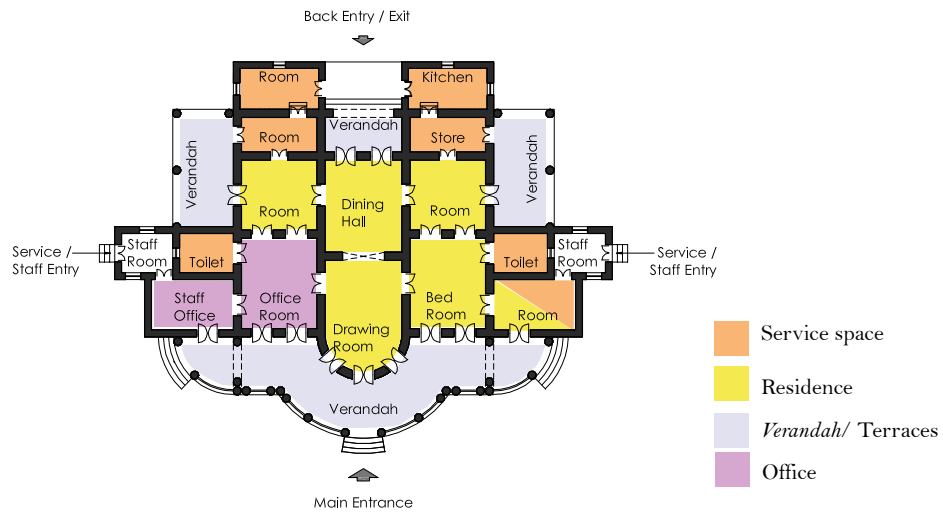 Back Entry / Exit
Room
Kitchen
Verandah
Room
Store
Verandah
Verandah
Room
Dining
Hall
Room
Service /
Staff Entry
Staff
Room
Toilet
Toilet
Staff
Room
Service /
Staff Entry
Staff
Office
Office
Room
Bed
Room
Room
Drawing
Room
Verandah
Main Entrance
Service space
Residence
Verandah/ Terraces
Office